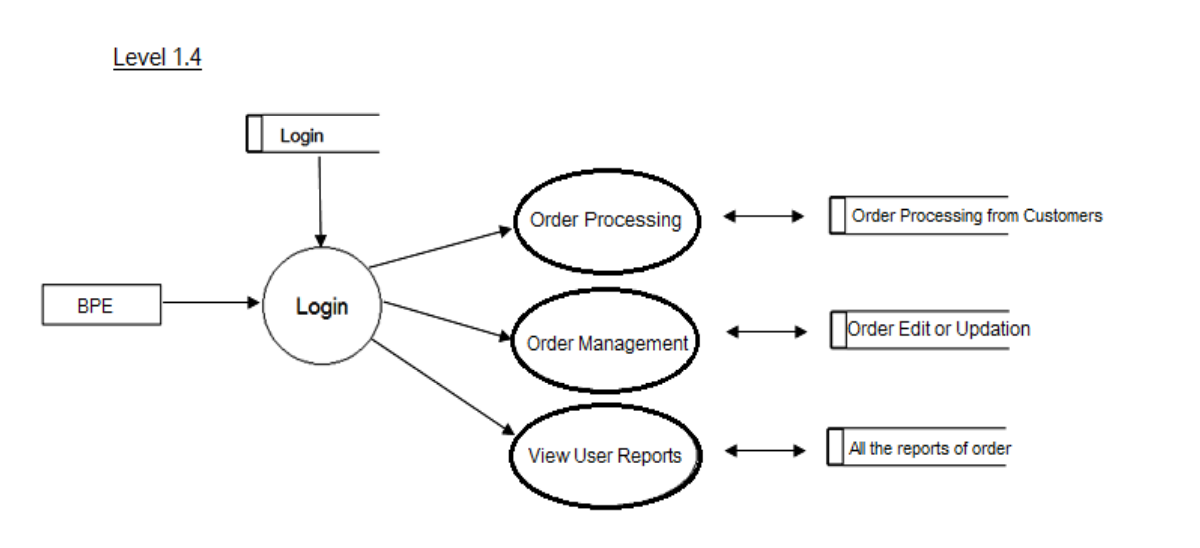 Level 1.4
Login
Order Processing
Order Processing from Customers
BPE
Login
Order Management
Order Edit or Updation
View User Reports
All the reports of order